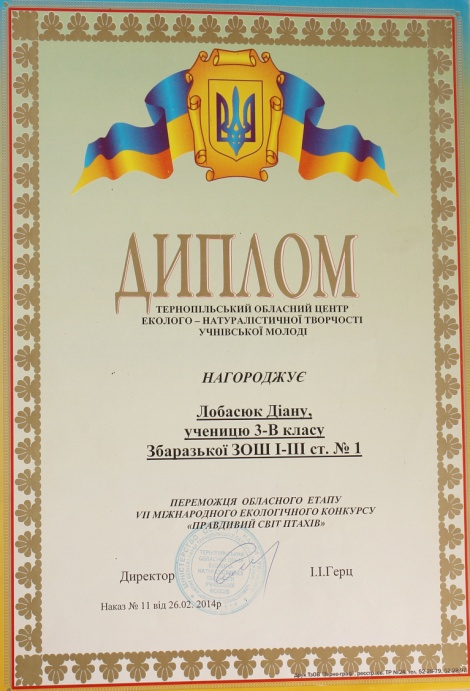 ДИПЛОМ
ТЕРНОПІЛЬСЬКИЙ ОБЛАСНИЙ ЦЕНТР
ЕКОЛОГО – НАТУРАЛІСТИЧНОЇ ТВОРЧОСТІ
УЧНІВСЬКОЇ МОЛОДІ
НАГОРОДЖУЄ
Лобасюк Діану,
ученицю 3-В класу
Збаразької ЗОШ І-ІІІ ст. № 1
ПЕРЕМОЖЦЯ ОБЛАСНОГО ЕТАПУ
VII МІЖНАРОДНОГО ЕКОЛОГІЧНОГО КОНКУРСУ
«ПРАВДИВИЙ СВІТ ПТАХІВ»
Директор І.І.Герц
Наказ № 11 від 26.02. 2014р